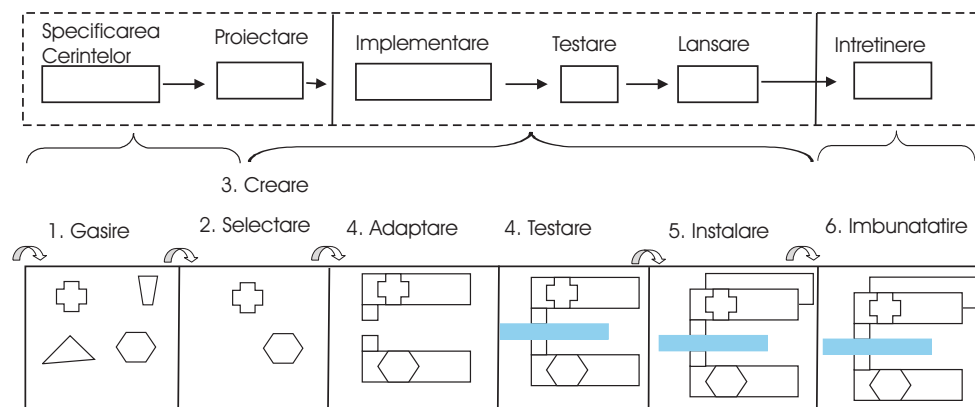 Specificarea
Cerintelor
Proiectare
Implementare
Testare
Lansare
Intretinere
3. Creare
1. Gasire
2. Selectare
4. Adaptare
4. Testare
5. Instalare
6. Imbunatatire